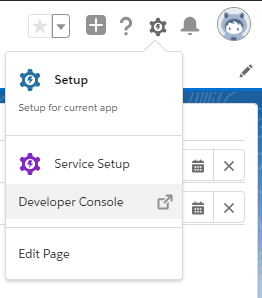 Setup
Setup for current app
Service Setup
Developer Console
Edit Page